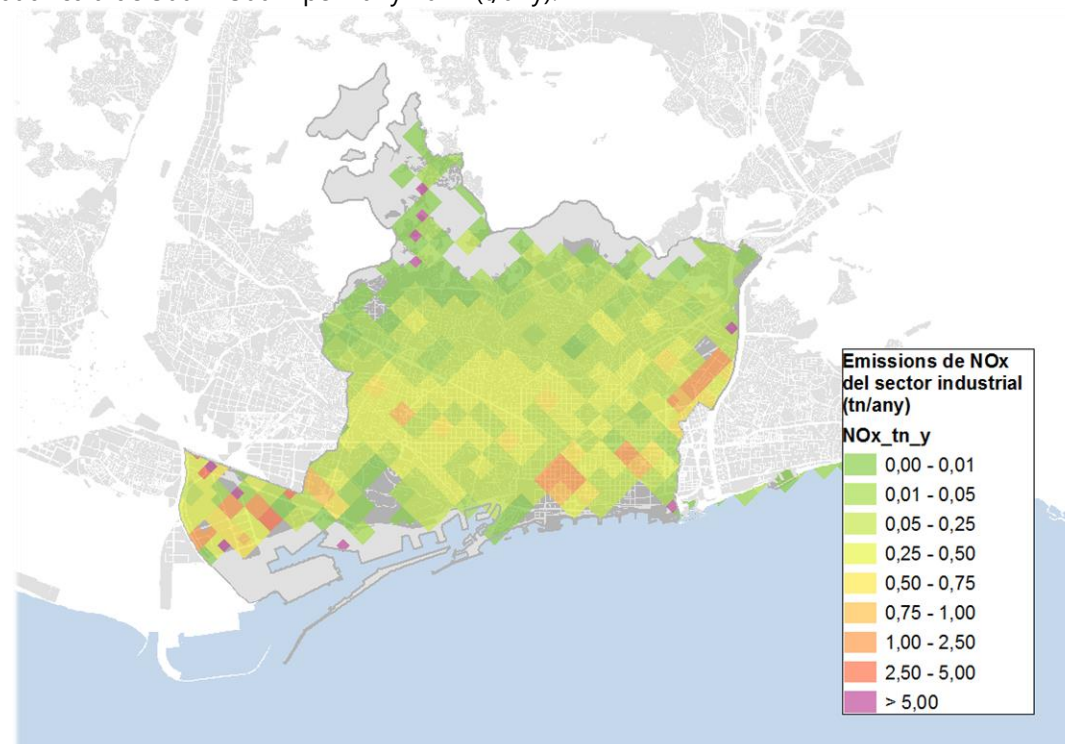 Emissions de NOx
del sector industrial
(tn/any)
NOx_tn_y
0,00 - 0,01
0,01 - 0,05
0,05 - 0,25
0,25 - 0,50
0,50 - 0,75
0,75 - 1,00
1,00 - 2,50
2,50 - 5,00
> 5,00